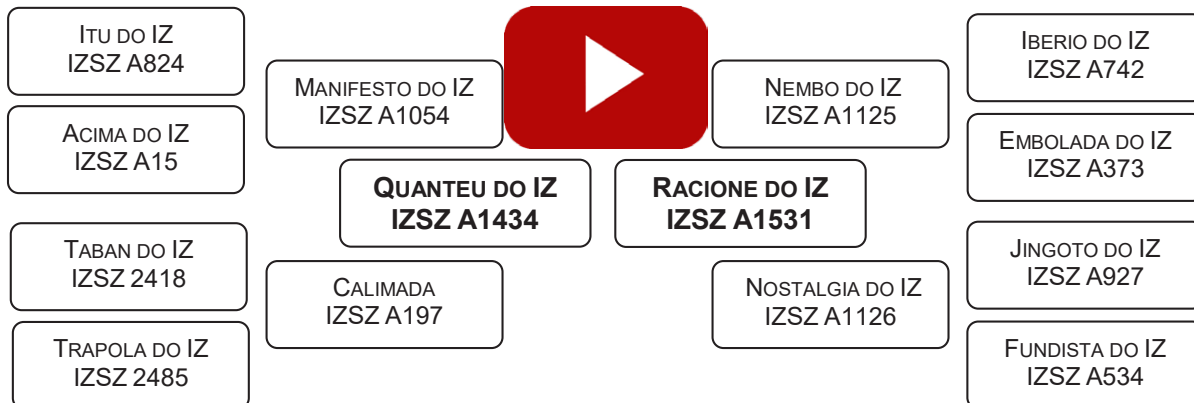 ITU DO IZ
IZSZ A824
ACIMA DO IZ
IZSZ A15
TABAN DO IZ
IZSZ 2418
TRAPOLA DO IZ
IZSZ 2485
MANIFESTO DO IZ
IZSZ A1054
CALIMADA
IZSZ A197
QUANTEU DO IZ
IZSZ A1434
RACIONE DO IZ
IZSZ A1531
NEMBO DO IZ
IZSZ A1125
NOSTALGIA DO IZ
IZSZ A1126
IBERIO DO IZ
IZSZ A742
EMBOLADA DO IZ
IZSZ A373
JINGOTO DO IZ
IZSZ A927
FUNDISTA DO IZ
IZSZ A534